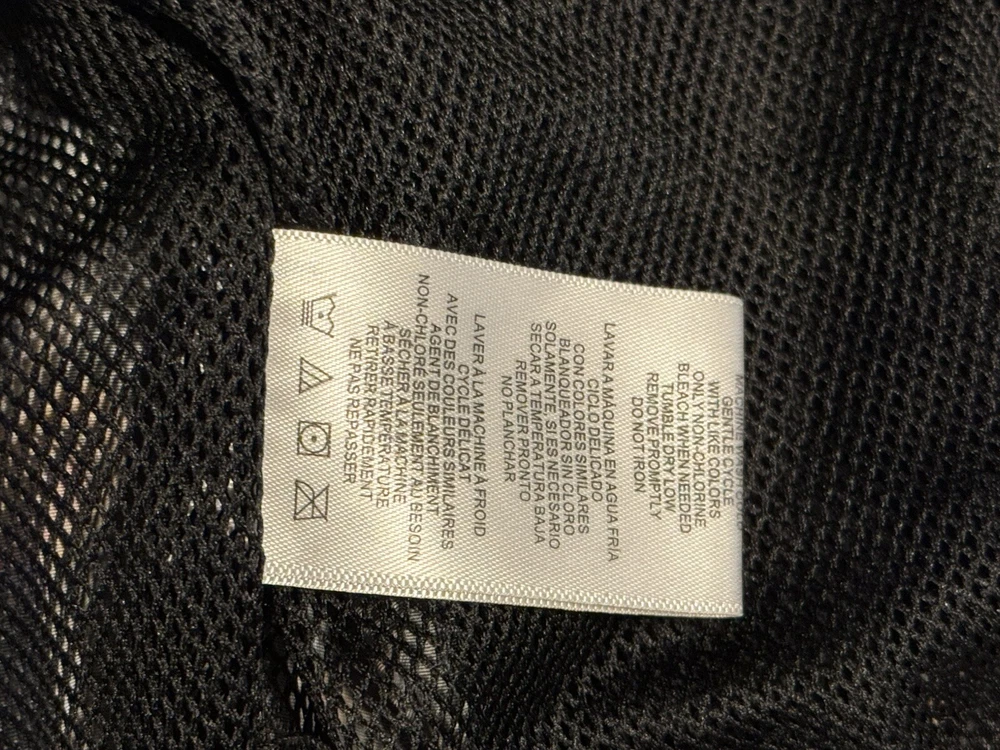 GENTLE CYCLE
WITH LIKE COLORS
ONLY NON-CHLORINE
BLEACH WHEN NEEDED
TUMBLE DRY LOW
REMOVE PROMPTLY
DO NOT IRON
LAVAR A MAQUINA EN AGUA FRIA
CICLO DELICADO
CON COLORES SIMILARES
BLANQUEADOR SIN CLORO
SOLAMENTE, SI ES NECESARIO
SECAR A TEMPERATURA BAJA
REMOVER PRONTO
NO PLANCHAR
LAVER À LA MACHINE À FROID
CYCLE DÉLICAT
AVEC DES COULEURS SIMILAIRES
AGENT DE BLANCHIMENT
NON-CHLORE SEULEMENT AU BESOIN
SÉCHER À LA MACHINE
À BASSE TEMPÉRATURE
RETIRER RAPIDEMENT
NE PAS REPASSER